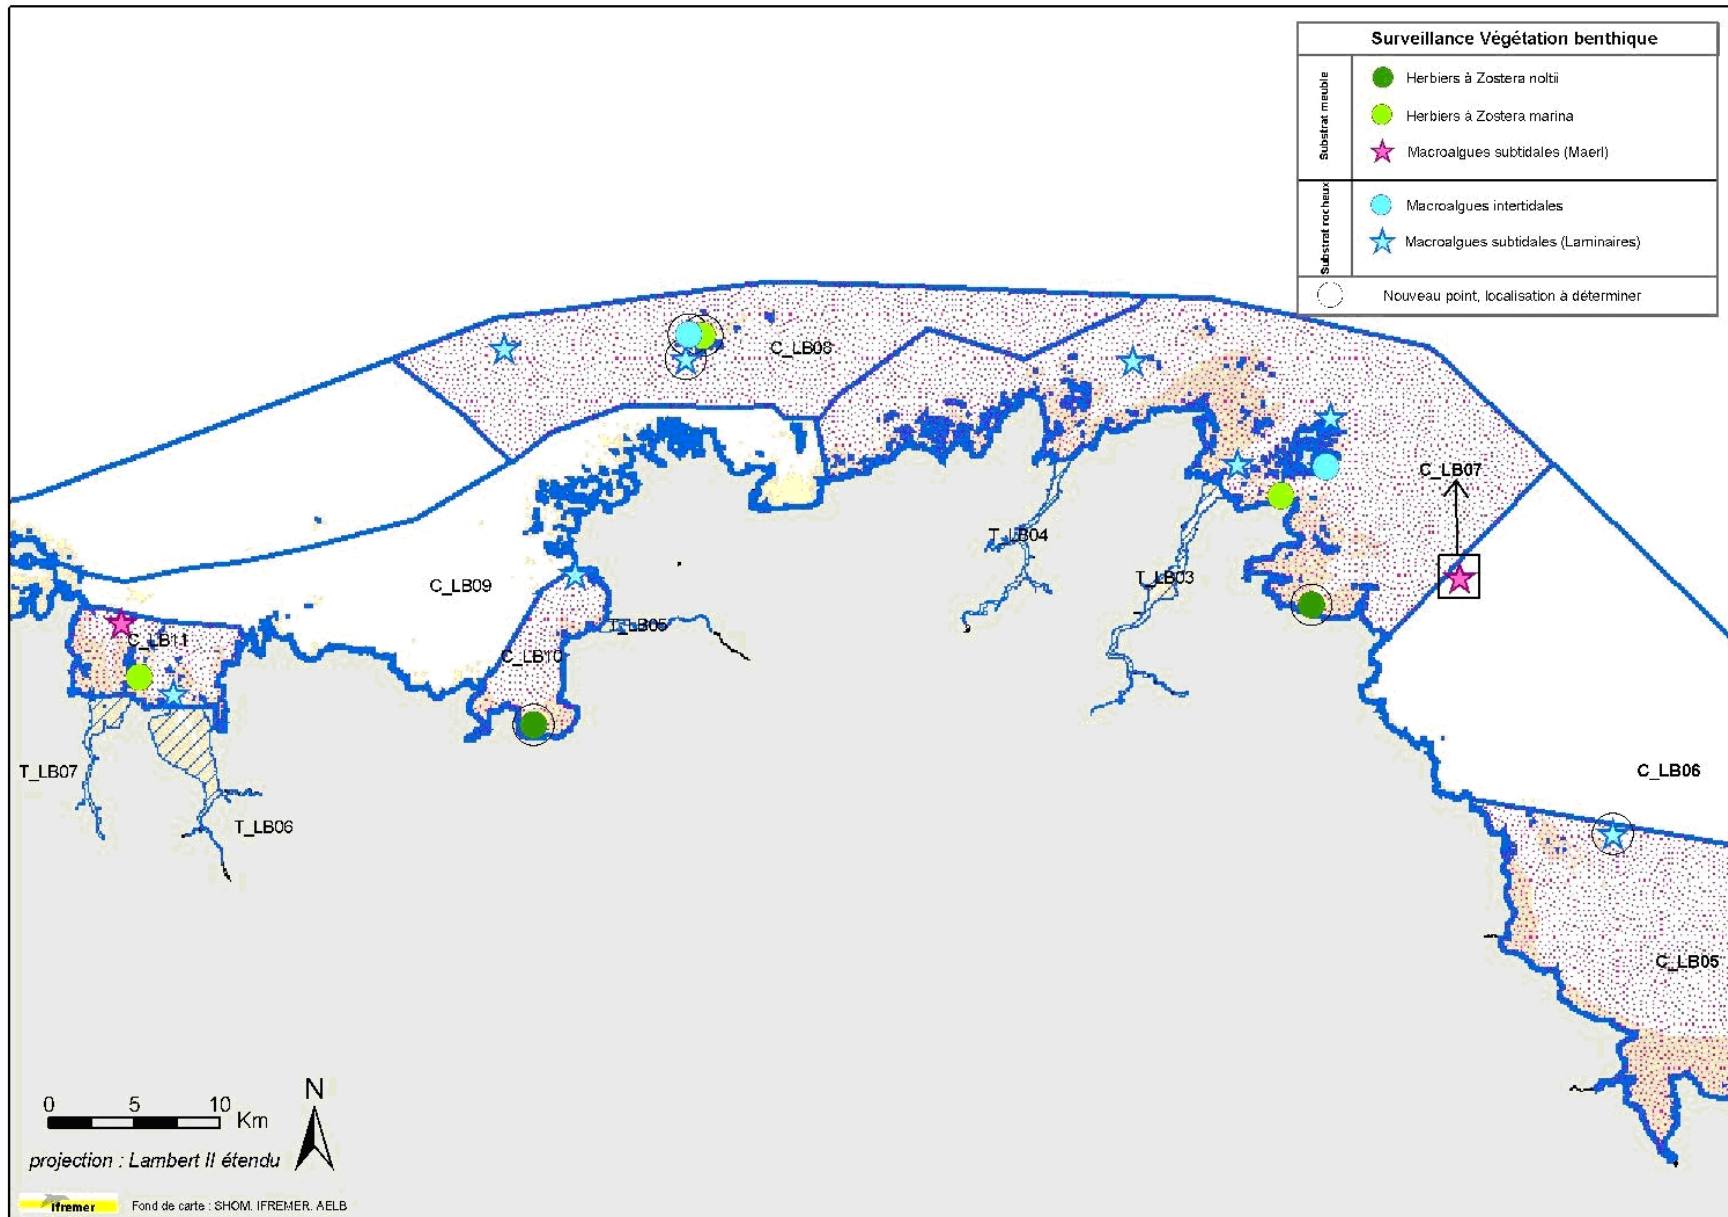 Surveillance Végétation benthique
Substrat meuble
Herbiers à Zostera noltii
Herbiers à Zostera marina
Macroalgues subtidales (Maerl)
Substrat rocheux
Macroalgues intertidales
Macroalgues subtidales (Laminaires)
Nouveau point, localisation à déterminer
C_LB08
C_LB07
T_LB04
T_LB03
C_LB09
T_LB05
C_LB11
C_LB10
T_LB07
C_LB06
T_LB06
C_LB05
0 5 10 Km
N
projection : Lambert II étendu
Ifremer
Fond de carte : SHOM. IFREMER. AELB